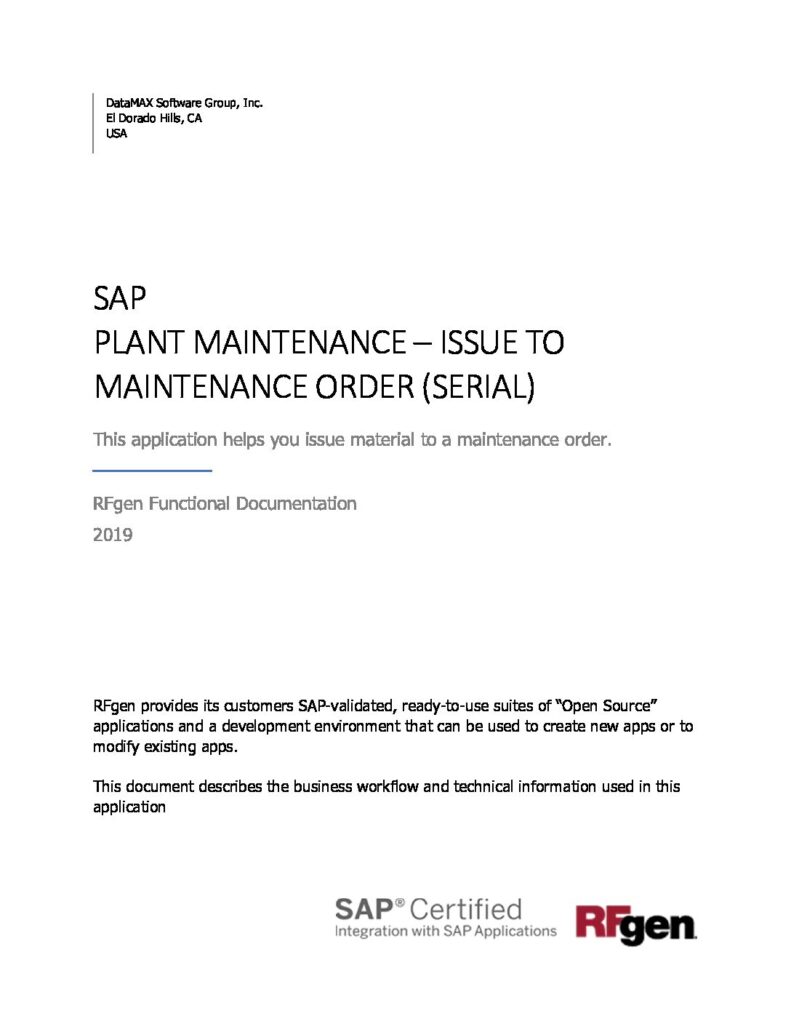 DataMAX Software Group, Inc.
El Dorado Hills, CA
USA
SAP
PLANT MAINTENANCE – ISSUE TO
MAINTENANCE ORDER (SERIAL)
This application helps you issue material to a maintenance order.
RFgen Functional Documentation
2019
RFgen provides its customers SAP-validated, ready-to-use suites of “Open Source”
applications and a development environment that can be used to create new apps or to
modify existing apps.
This document describes the business workflow and technical information used in this
application
SAP® Certified
Integration with SAP Applications
RFgen.